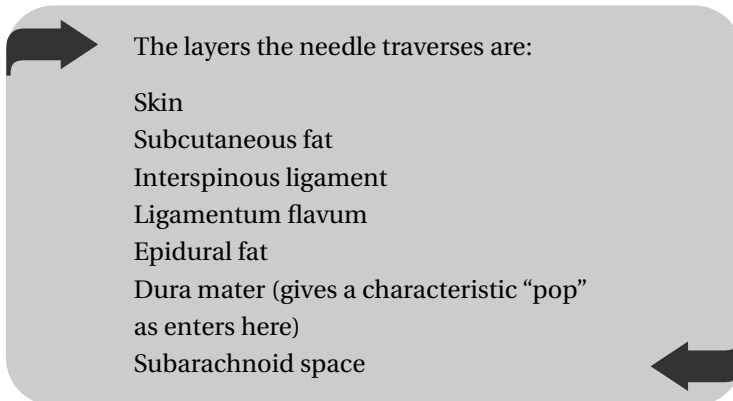 The layers the needle traverses are:
Skin
Subcutaneous fat
Interspinous ligament
Ligamentum flavum
Epidural fat
Dura mater (gives a characteristic “pop”
as enters here)
Subarachnoid space